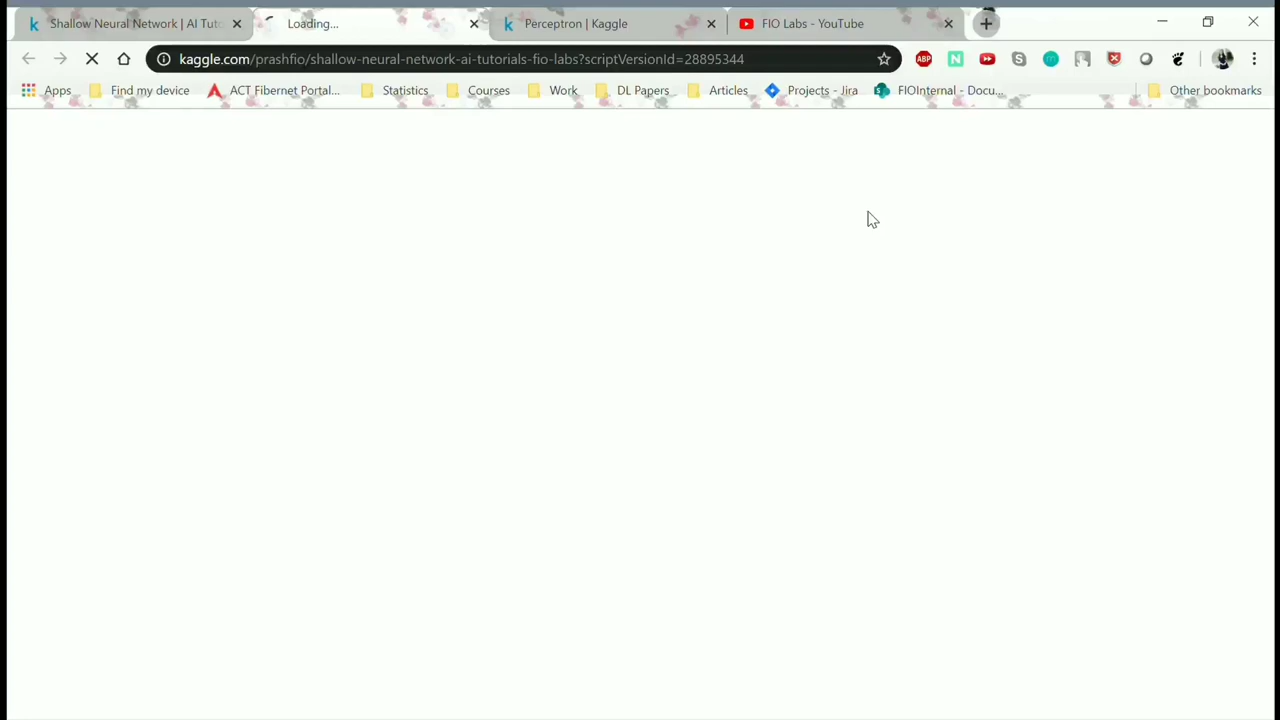 Shallow Neural Network | AI Tuto
Loading...
Perceptron | Kaggle
FIO Labs - YouTube
kaggle.com/prashfio/shallow-neural-network-ai-tutorials-fio-labs?scriptVersionId=28895344
ABP
N
m
Apps
Find my device
ACT Fibernet Portal...
Statistics
Courses
Work
DL Papers
Articles
Projects - Jira
FIOInternal - Docu...
Other bookmarks